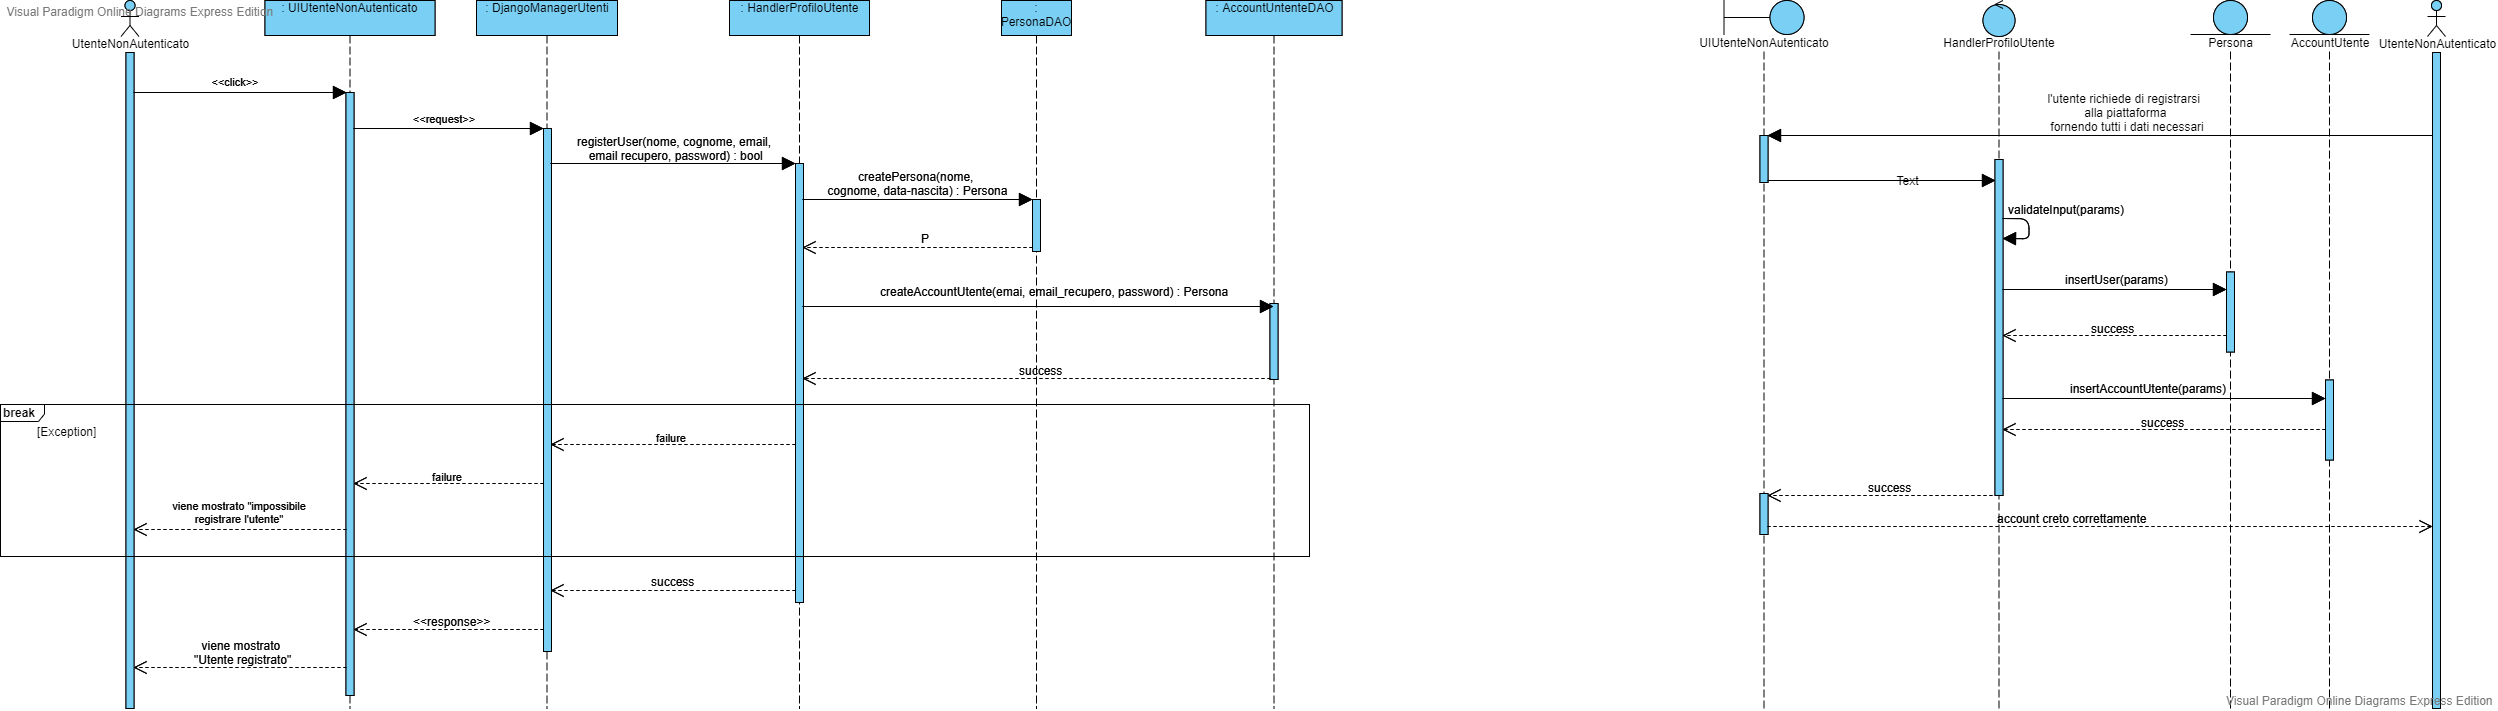 Visual Paradigm Online Diagrams Express Edition
UtenteNonAutenticato
: UIUtenteNonAutenticato
: DjangoManagerUtenti
: HandlerProfiloUtente
:
PersonaDAO
: AccountUntenteDAO
<<click>>
<<request>>
registerUser(nome, cognome, email,
email recupero, password) : bool
createPersona(nome,
cognome, data-nascita) : Persona
P
createAccountUtente(emai, email_recupero, password) : Persona
success
break
[Exception]
failure
failure
viene mostrato "impossibile
registrare l'utente"
success
<<response>>
viene mostrato
"Utente registrato"
UIUtenteNonAutenticato
HandlerProfiloUtente
Persona
AccountUtente
UtenteNonAutenticato
l'utente richiede di registrarsi
alla piattaforma
fornendo tutti i dati necessari
Text
validateInput(params)
insertUser(params)
success
insertAccountUtente(params)
success
success
account creto correttamente
Visual Paradigm Online Diagrams Express Edition